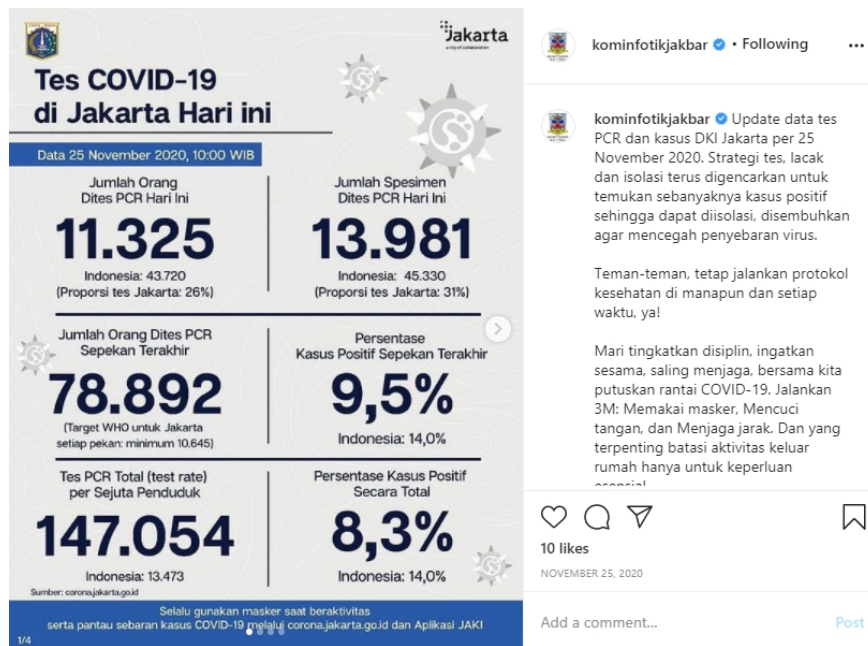 Jakarta
a city of collaboration
Tes COVID-19
di Jakarta Hari ini
Data 25 November 2020, 10:00 WIB
Jumlah Orang
Dites PCR Hari Ini
11.325
Indonesia: 43.720
(Proporsi tes Jakarta: 26%)
Jumlah Spesimen
Dites PCR Hari Ini
13.981
Indonesia: 45.330
(Proporsi tes Jakarta: 31%)
Jumlah Orang Dites PCR
Sepekan Terakhir
78.892
(Target WHO untuk Jakarta
setiap pekan: minimum 10.645)
Persentase
Kasus Positif Sepekan Terakhir
9,5%
Indonesia: 14,0%
Tes PCR Total (test rate)
per Sejuta Penduduk
147.054
Indonesia: 13.473
Persentase Kasus Positif
Secara Total
8,3%
Indonesia: 14,0%
Sumber: corona.jakarta.go.id
Selalu gunakan masker saat beraktivitas
serta pantau sebaran kasus COVID-19 melalui corona.jakarta.go.id dan Aplikasi JAKI
1/4
kominfotikjakbar • Following
kominfotikjakbar Update data tes
PCR dan kasus DKI Jakarta per 25
November 2020. Strategi tes, lacak
dan isolasi terus digencarkan untuk
temukan sebanyaknya kasus positif
sehingga dapat diisolasi, disembuhkan
agar mencegah penyebaran virus.
Teman-teman, tetap jalankan protokol
kesehatan di manapun dan setiap
waktu, ya!
Mari tingkatkan disiplin, ingatkan
sesama, saling menjaga, bersama kita
putuskan rantai COVID-19. Jalankan
3M: Memakai masker, Mencuci
tangan, dan Menjaga jarak. Dan yang
terpenting batasi aktivitas keluar
rumah hanya untuk keperluan
10 likes
NOVEMBER 25, 2020
Add a comment...
Post